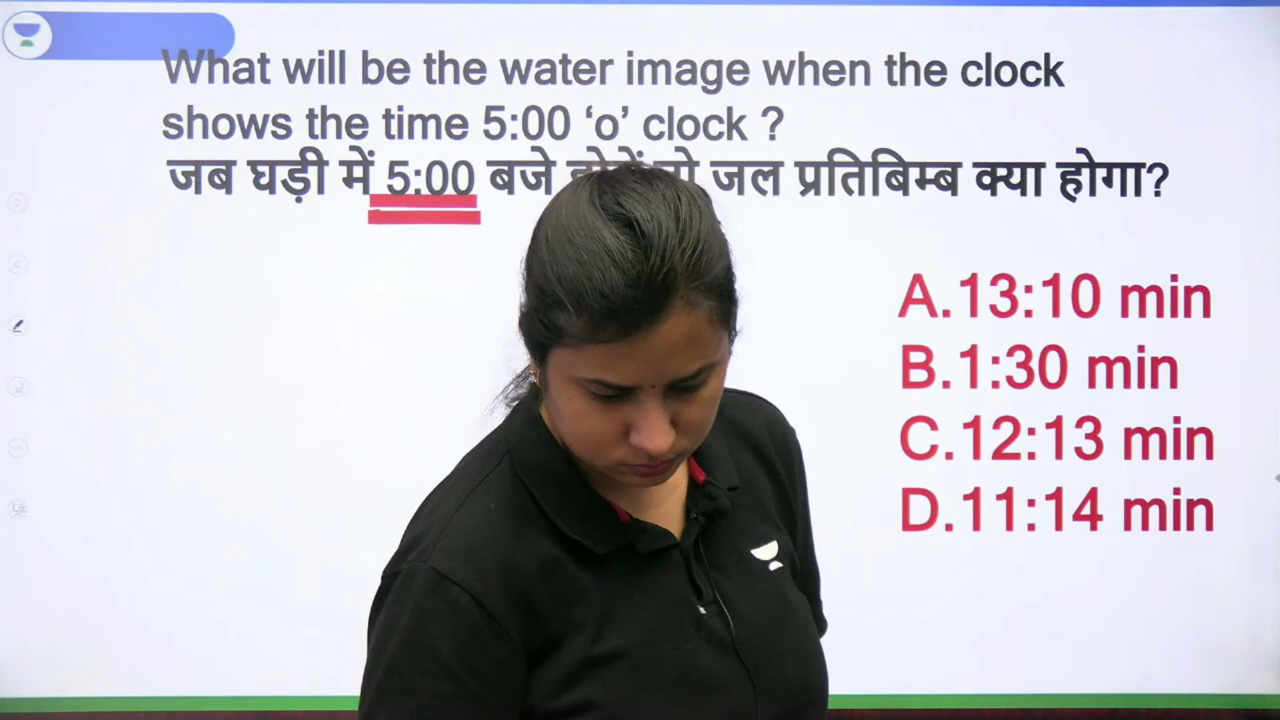 What will be the water image when the clock
shows the time 5:00 ‘o’ clock ?
जब घड़ी में 5:00 बजे जल प्रतिबिम्ब क्या होगा?
A.13:10 min
B.1:30 min
C.12:13 min
D.11:14 min